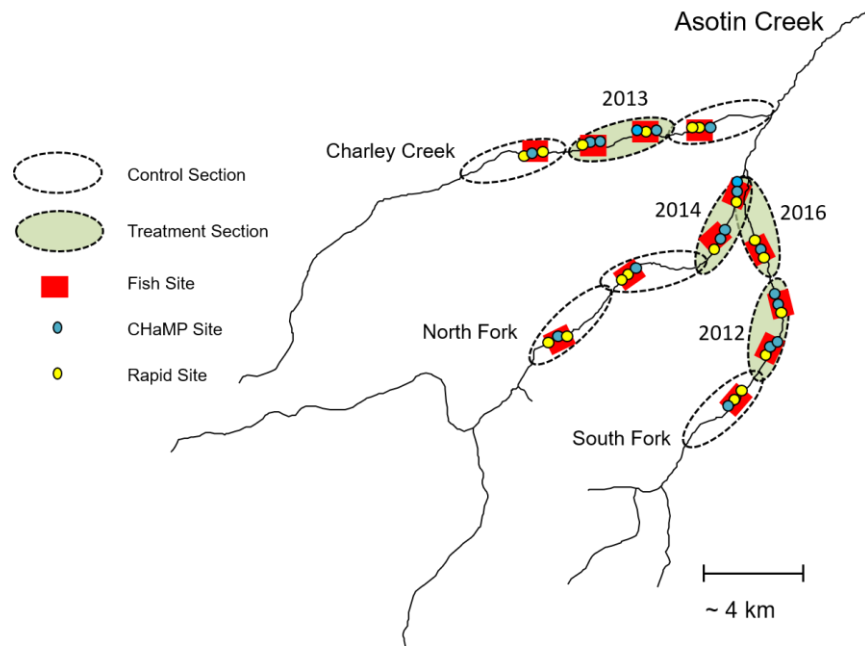 Asotin Creek
2013
Charley Creek
Control Section
Treatment Section
2014
2016
Fish Site
CHaMP Site
North Fork
2012
Rapid Site
South Fork
~ 4 km